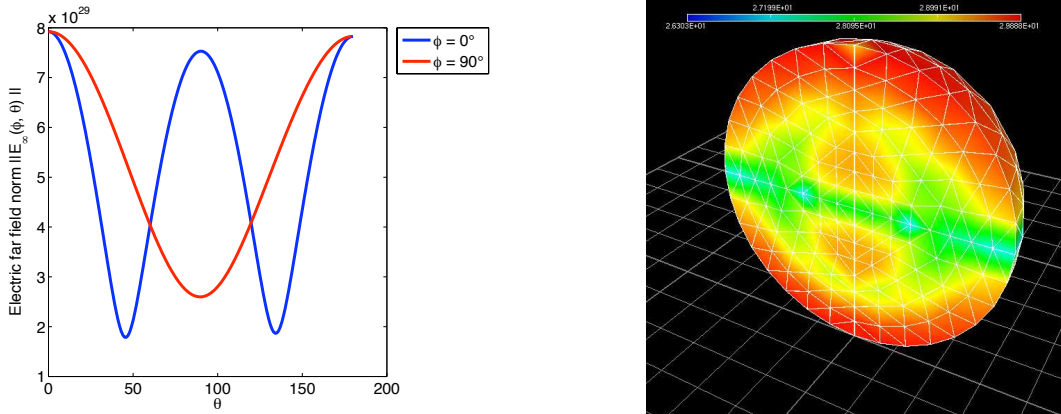 x 10^29
8
7
6
5
4
3
2
1
0 50 100 150 200
θ
Electric far field norm ||E∞(ϕ, θ) ||
ϕ = 0°
ϕ = 90°
2.7199E+01 2.8991E+01
2.6303E+01 2.8095E+01 2.9888E+01